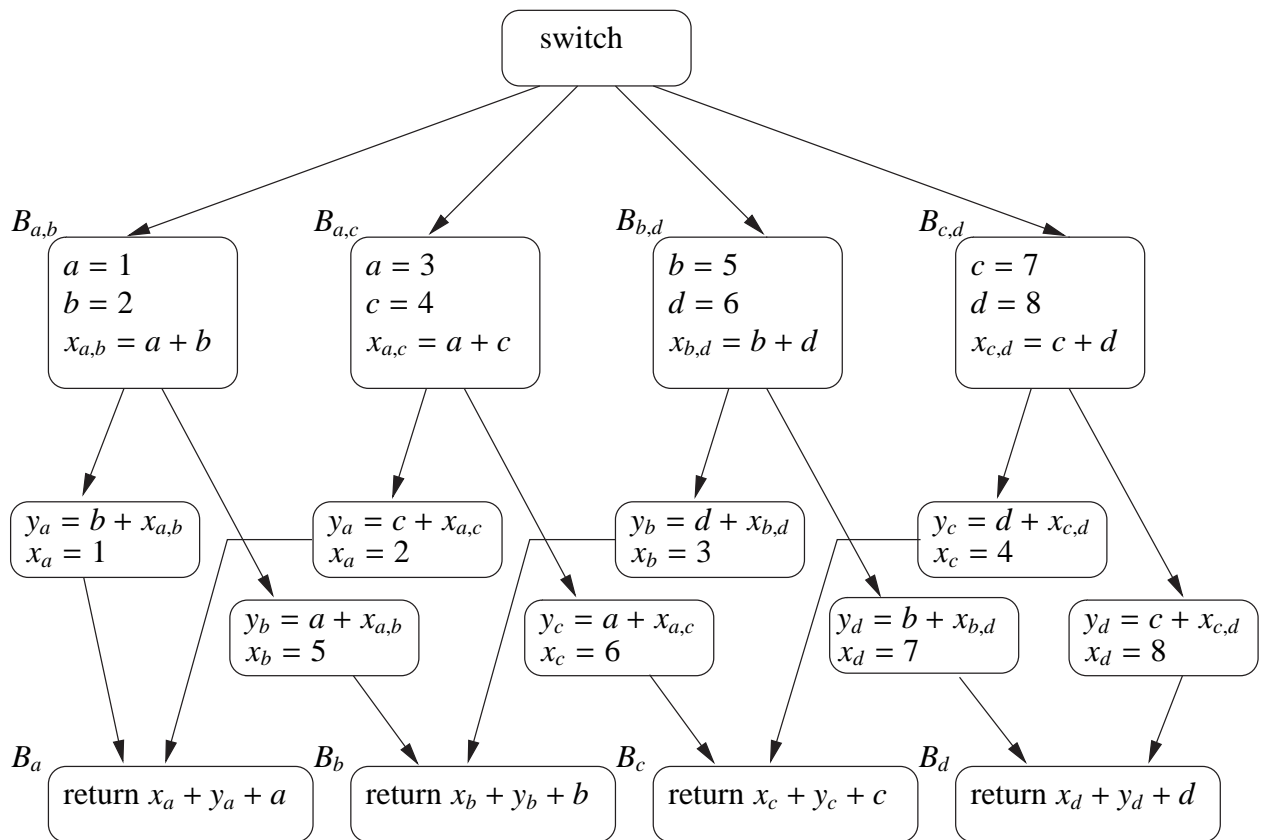 switch
B_{a,b}
B_{a,c}
B_{b,d}
B_{c,d}
a = 1
b = 2
x_{a,b} = a + b
a = 3
c = 4
x_{a,c} = a + c
b = 5
d = 6
x_{b,d} = b + d
c = 7
d = 8
x_{c,d} = c + d
y_a = b + x_{a,b}
x_a = 1
y_a = c + x_{a,c}
x_a = 2
y_b = d + x_{b,d}
x_b = 3
y_c = d + x_{c,d}
x_c = 4
y_b = a + x_{a,b}
x_b = 5
y_c = a + x_{a,c}
x_c = 6
y_d = b + x_{b,d}
x_d = 7
y_d = c + x_{c,d}
x_d = 8
B_a
return x_a + y_a + a
B_b
return x_b + y_b + b
B_c
return x_c + y_c + c
B_d
return x_d + y_d + d